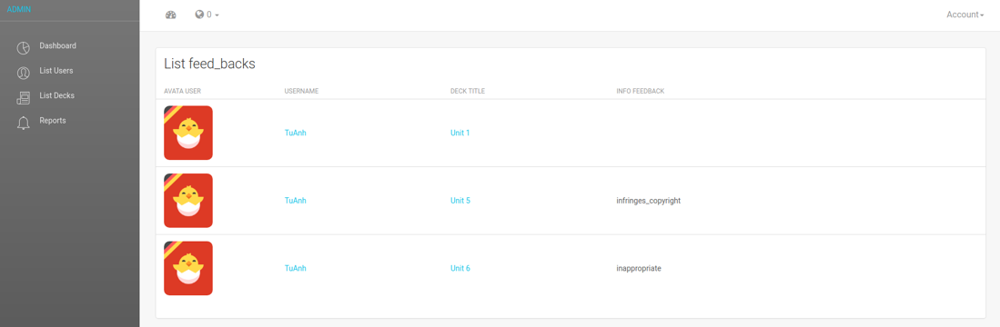 ADMIN
Dashboard
List Users
List Decks
Reports
0
Account
List feed_backs
AVATA USER USERNAME DECK TITLE INFO FEEDBACK
TuAnh Unit 1
TuAnh Unit 5 infringes_copyright
TuAnh Unit 6 inappropriate